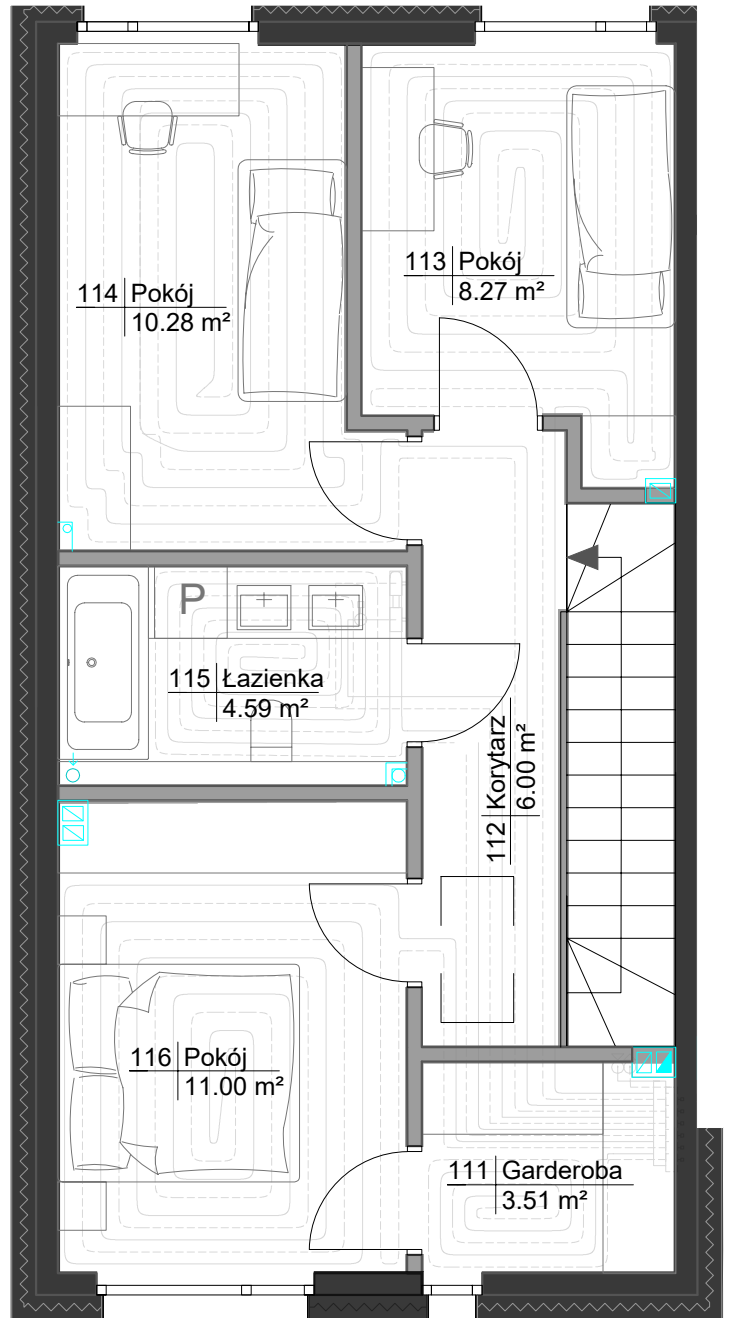 113 Pokój
8.27 m²
114 Pokój
10.28 m²
P
115 Łazienka
4.59 m²
112 Korytarz
6.00 m²
116 Pokój
11.00 m²
111 Garderoba
3.51 m²